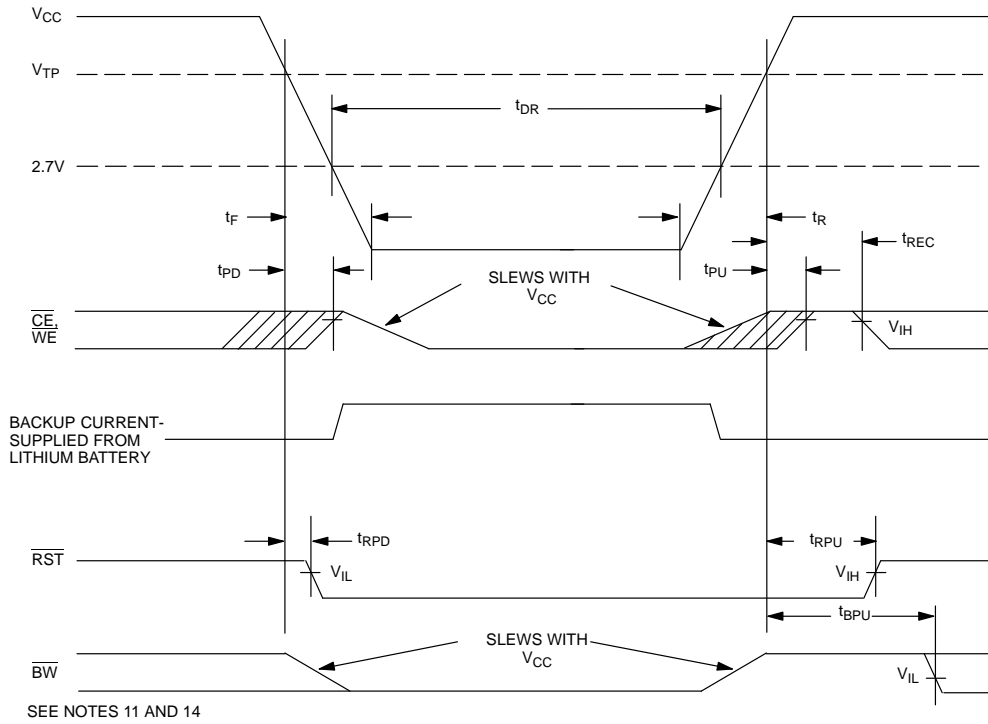 VCC
VTP
tDR
2.7V
tF
tR
tREC
tPD
tPU
SLEWS WITH
VCC
CE,
WE
VIH
BACKUP CURRENT-
SUPPLIED FROM
LITHIUM BATTERY
tRPD
tRPU
RST
VIL
VIH
tBPU
SLEWS WITH
VCC
BW
VIL
SEE NOTES 11 AND 14